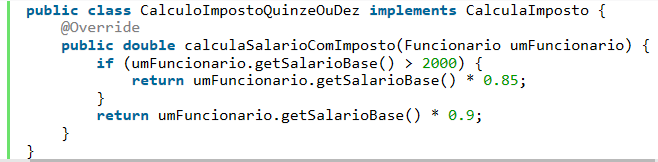 public class CalculoImpostoQuinzeOuDez implements CalculaImposto {
    @Override
    public double calculaSalarioComImposto(Funcionario umFuncionario) {
        if (umFuncionario.getSalarioBase() > 2000) {
            return umFuncionario.getSalarioBase() * 0.85;
        }
        return umFuncionario.getSalarioBase() * 0.9;
    }
}